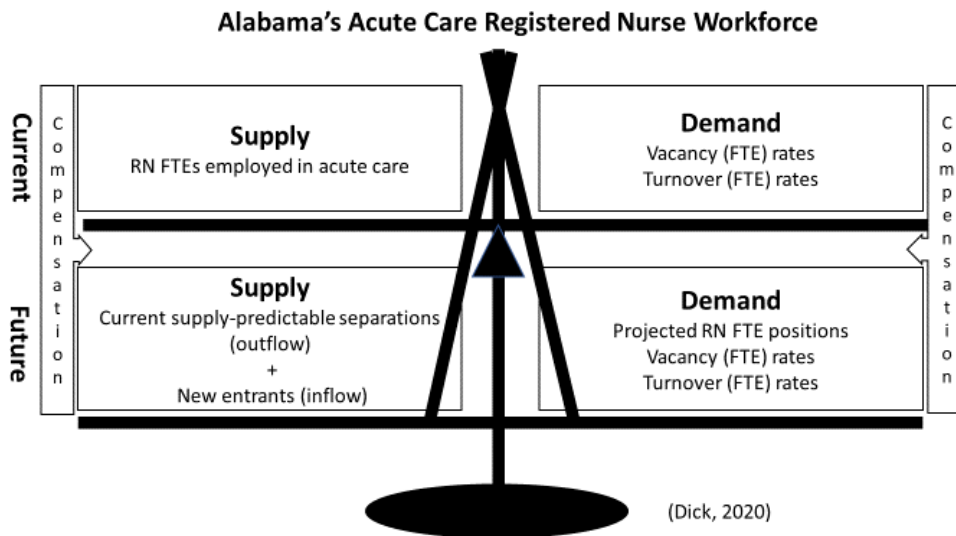 Alabama's Acute Care Registered Nurse Workforce
Current
Future
Compensation
Supply
RN FTEs employed in acute care
Demand
Vacancy (FTE) rates
Turnover (FTE) rates
Supply
Current supply-predictable separations
(outflow)
+
New entrants (inflow)
Demand
Projected RN FTE positions
Vacancy (FTE) rates
Turnover (FTE) rates
Compensation
(Dick, 2020)